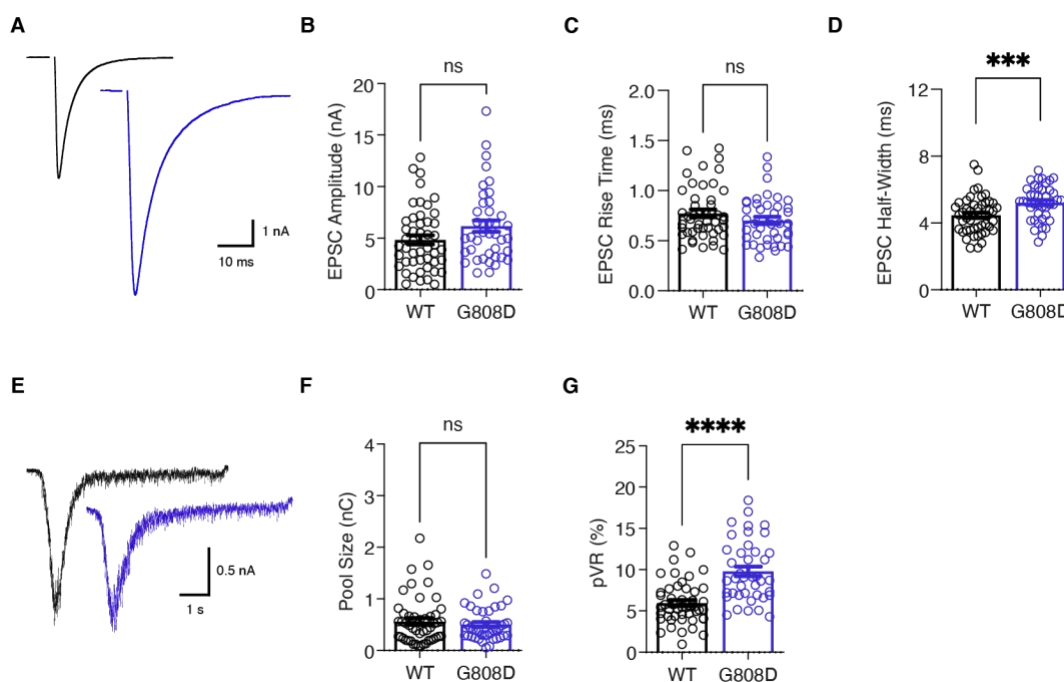 A
1 nA
10 ms
B
ns
EPSC Amplitude (nA)
20
15
10
5
0
WT G808D
C
ns
EPSC Rise Time (ms)
2.0
1.5
1.0
0.5
0.0
WT G808D
D
***
EPSC Half-Width (ms)
12
8
4
0
WT G808D
E
0.5 nA
1 s
F
ns
Pool Size (nC)
4
3
2
1
0
WT G808D
G
****
pVR (%)
25
20
15
10
5
0
WT G808D